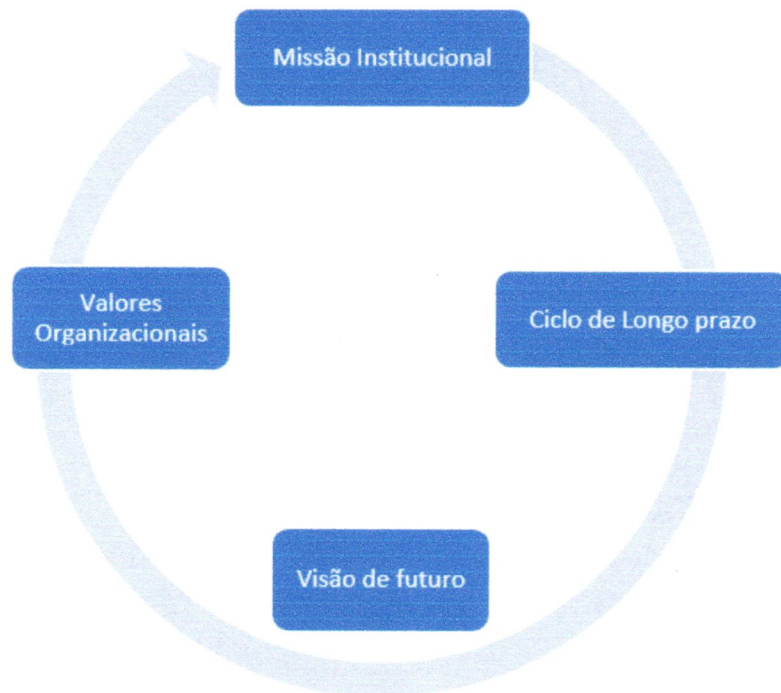 Missão Institucional
Valores
Organizacionais
Ciclo de Longo prazo
Visão de futuro